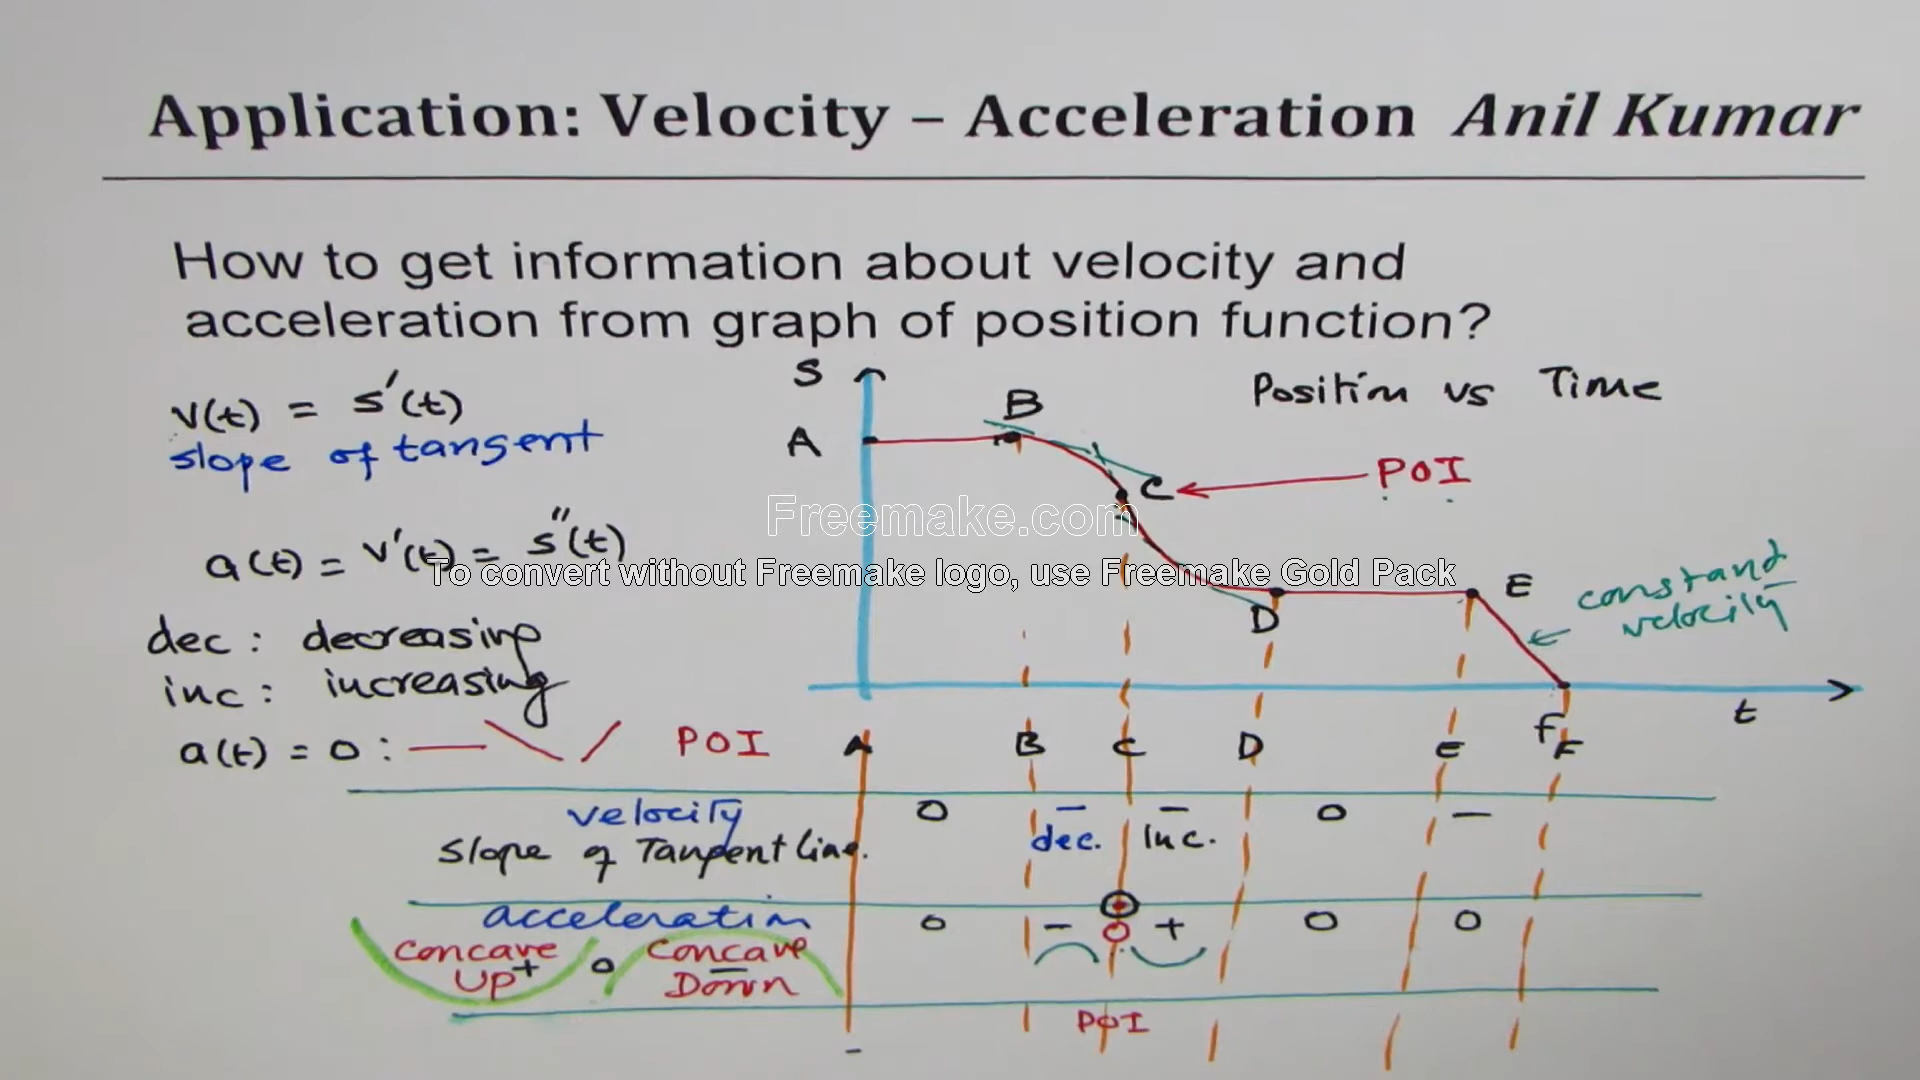 Application: Velocity – Acceleration Anil Kumar
How to get information about velocity and
acceleration from graph of position function?
v(t) = s'(t)
slope of tangent
a(t) = v'(t) = s''(t)
dec : decreasing
inc : increasing
a(t) = 0 : POI
S
A
B
C
D
E
f
t
Position vs Time
POI
constant
velocity
Freemake.com
To convert without Freemake logo, use Freemake Gold Pack
A B C D E F
velocity 0 − − 0 −
slope of Tangent Line. dec. inc.
acceleration 0 − 0 + 0 0
Concave Up + 0 Concave Down −
POI